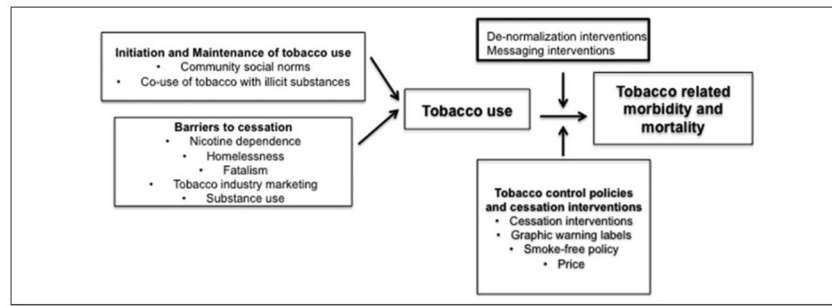 Initiation and Maintenance of tobacco use
• Community social norms
• Co-use of tobacco with illicit substances
Barriers to cessation
• Nicotine dependence
• Homelessness
• Fatalism
• Tobacco industry marketing
• Substance use
Tobacco use
De-normalization interventions
Messaging interventions
Tobacco related
morbidity and
mortality
Tobacco control policies
and cessation interventions
• Cessation interventions
• Graphic warning labels
• Smoke-free policy
• Price